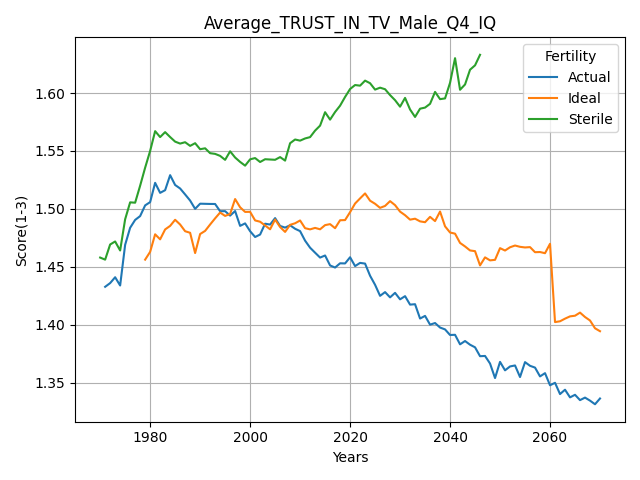 Average_TRUST_IN_TV_Male_Q4_IQ
Fertility
Actual
Ideal
Sterile
Score(1-3)
1.60
1.55
1.50
1.45
1.40
1.35
1980
2000
2020
2040
2060
Years